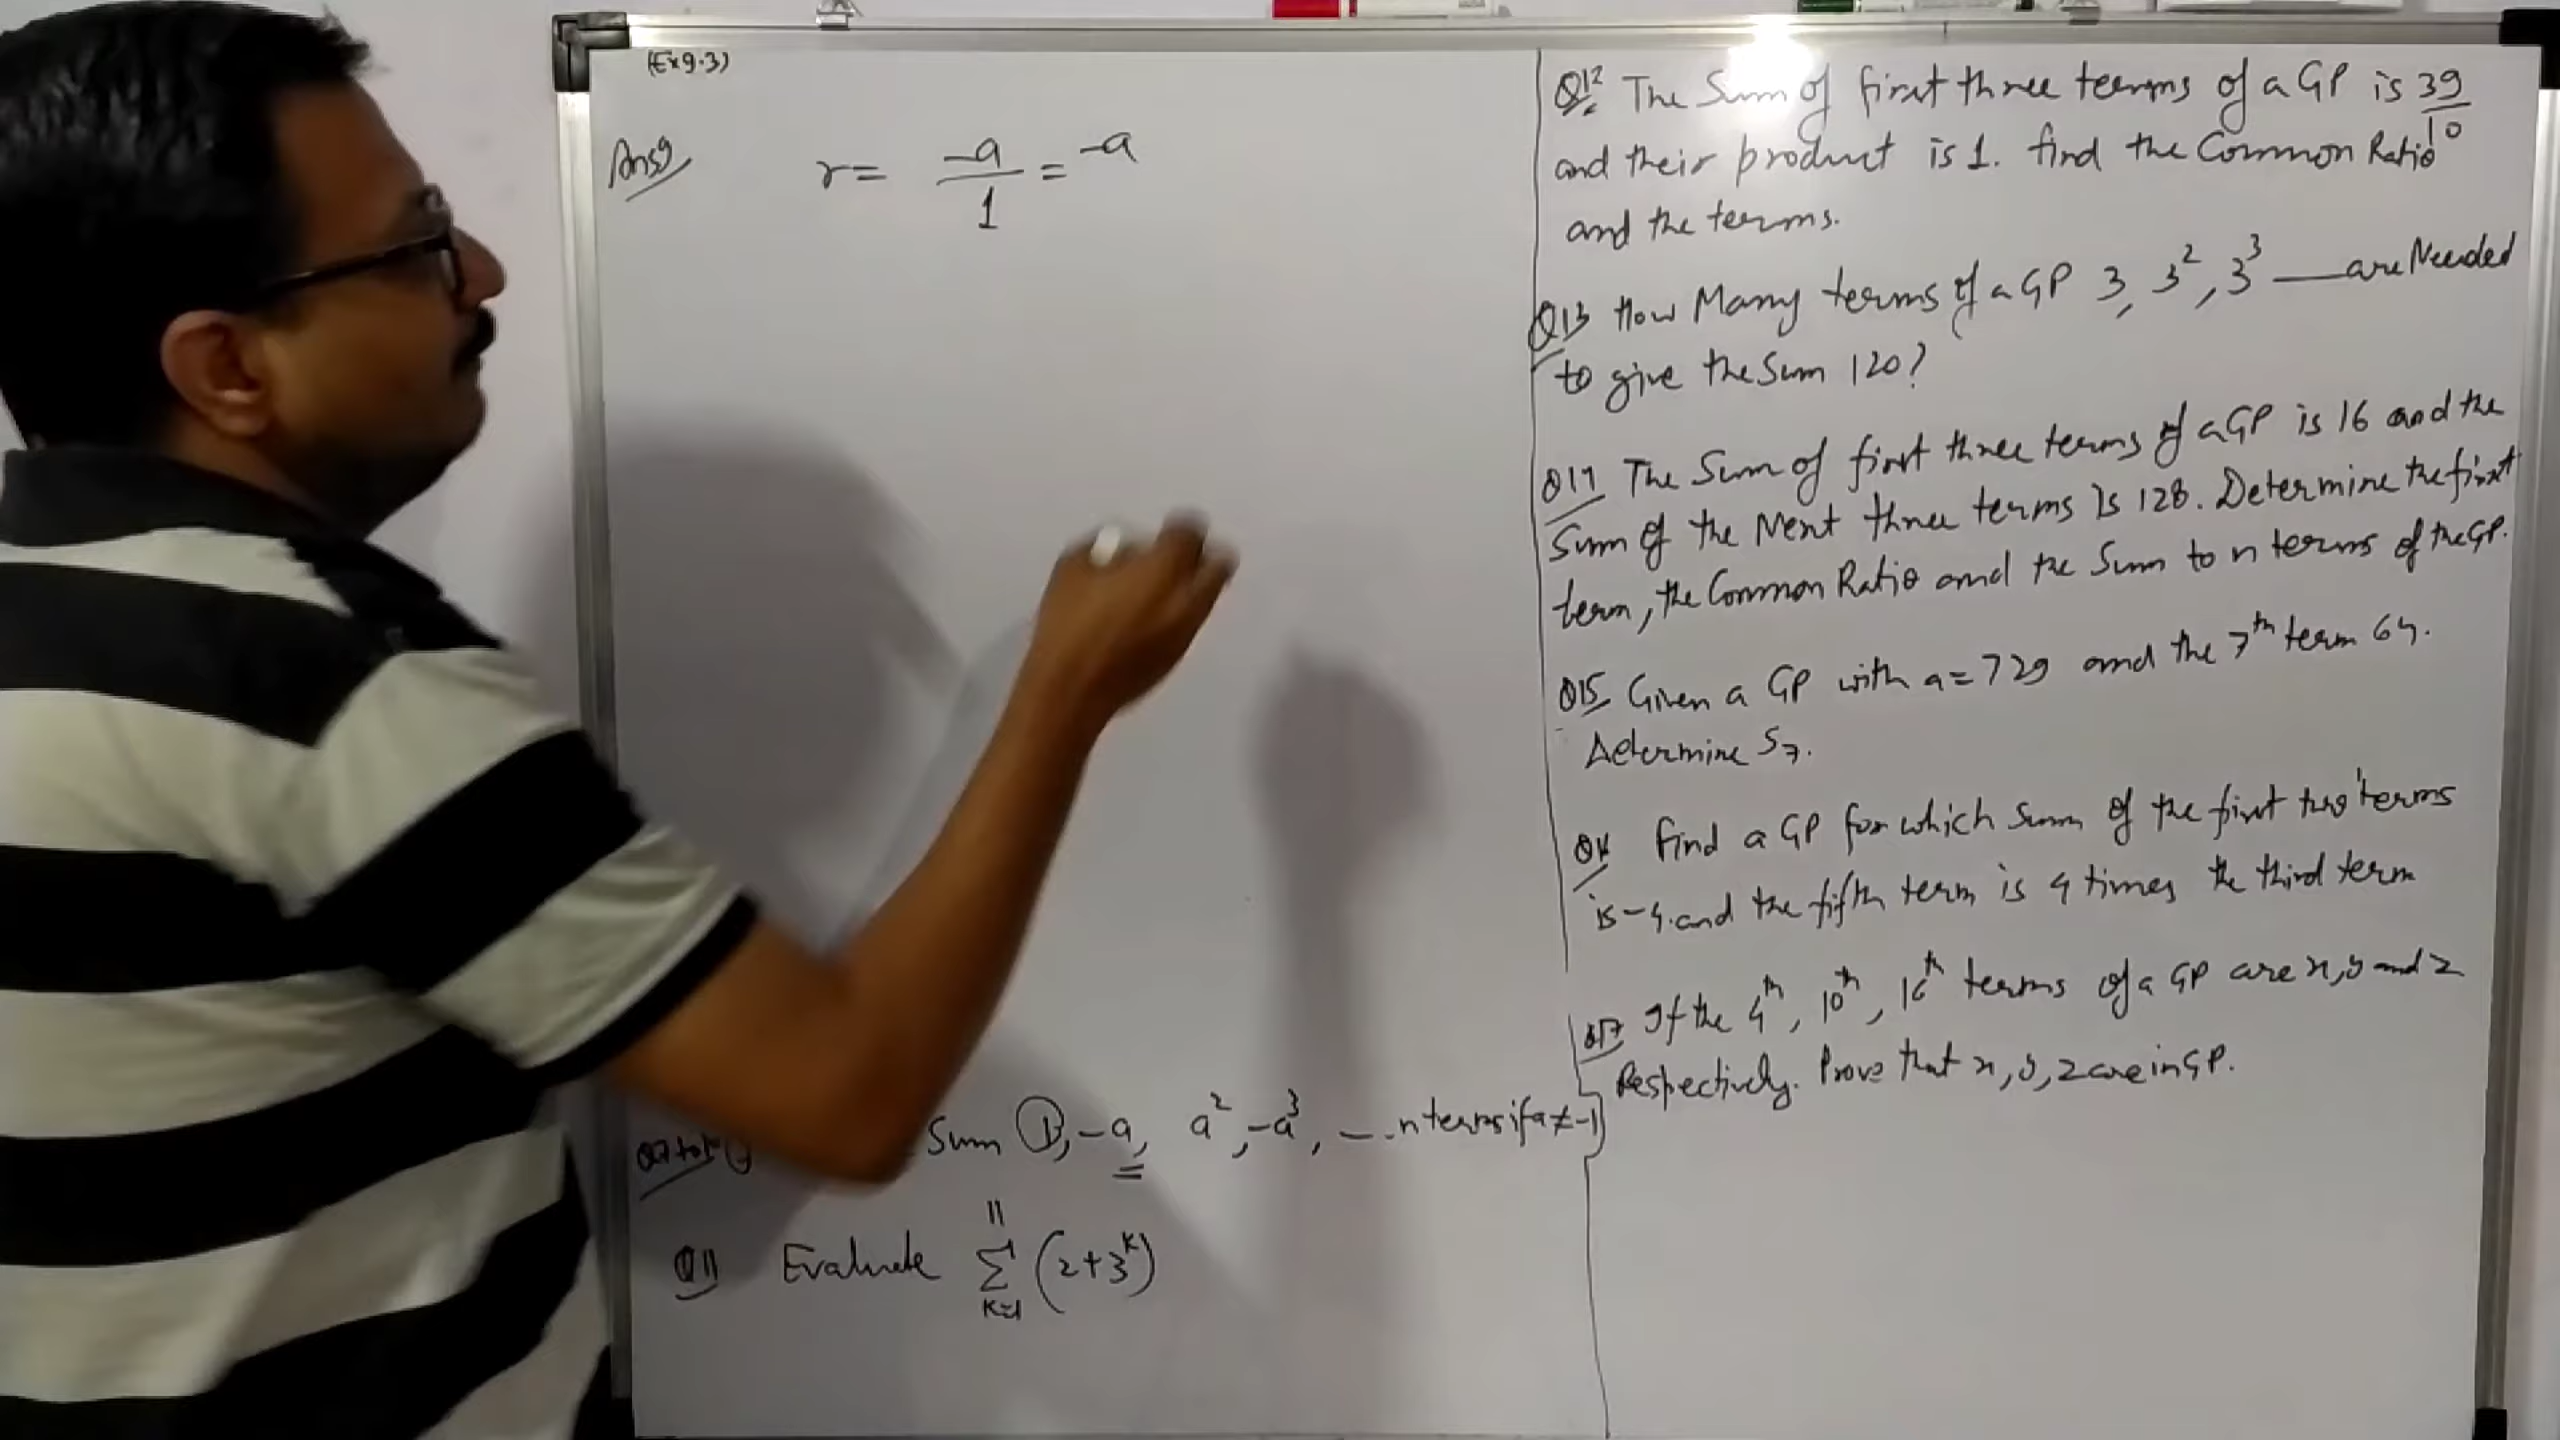 (Ex 9.3)
Ans9 r = -a/1 = -a
Sum 1, -a, a², -a³, — n terms if a ≠ -1}
Q11 Evaluate 11 Σ k=1 (2+3^k)
Q12 The Sum of first three terms of a GP is 39/10
and their product is 1. find the Common Ratio
and the terms.
Q13 How Many terms of a GP 3, 3², 3³ — are Needed
to give the Sum 120?
Q14 The Sum of first three terms of a GP is 16 and the
Sum of the Next three terms is 128. Determine the first
term, the Common Ratio and the Sum to n terms of the GP.
Q15 Given a GP with a = 729 and the 7th term 64.
Determine S₇.
Find a GP for which Sum of the first two terms
is -4. and the fifth term is 4 times the third term
Q17 If the 4th, 10th, 16th terms of a GP are x, y and z
Respectively. Prove that x, y, z are in GP.